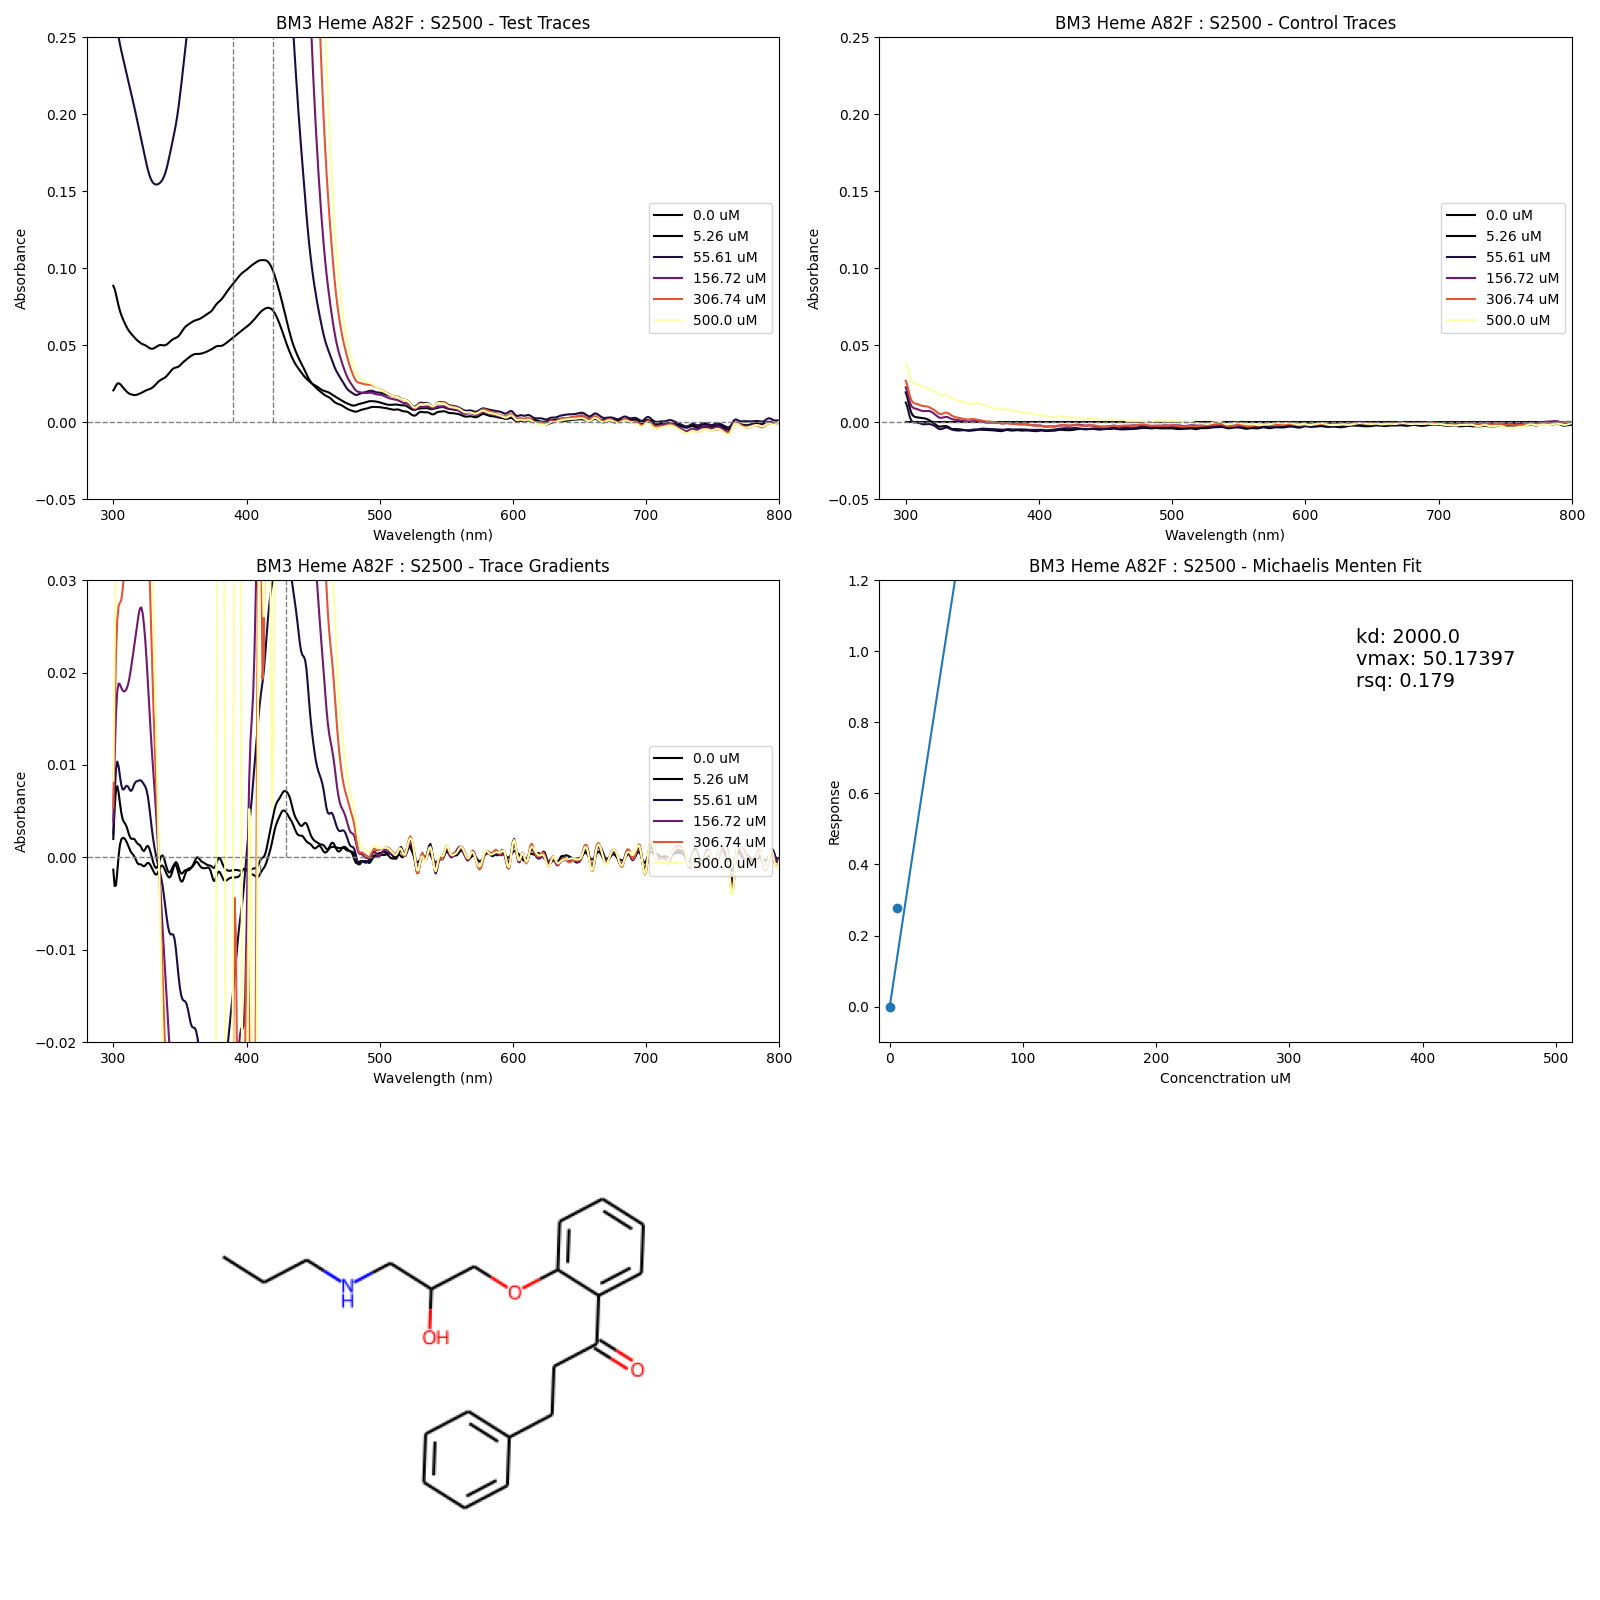 BM3 Heme A82F : S2500 - Test Traces
0.25
0.20
0.15
0.10
0.05
0.00
−0.05
Absorbance
300 400 500 600 700 800
Wavelength (nm)
0.0 uM
5.26 uM
55.61 uM
156.72 uM
306.74 uM
500.0 uM
BM3 Heme A82F : S2500 - Control Traces
0.25
0.20
0.15
0.10
0.05
0.00
−0.05
Absorbance
300 400 500 600 700 800
Wavelength (nm)
0.0 uM
5.26 uM
55.61 uM
156.72 uM
306.74 uM
500.0 uM
BM3 Heme A82F : S2500 - Trace Gradients
0.03
0.02
0.01
0.00
−0.01
−0.02
Absorbance
300 400 500 600 700 800
Wavelength (nm)
0.0 uM
5.26 uM
55.61 uM
156.72 uM
306.74 uM
500.0 uM
BM3 Heme A82F : S2500 - Michaelis Menten Fit
1.2
1.0
0.8
0.6
0.4
0.2
0.0
Response
kd: 2000.0
vmax: 50.17397
rsq: 0.179
0 100 200 300 400 500
Concenctration uM
N
H
O
OH
O